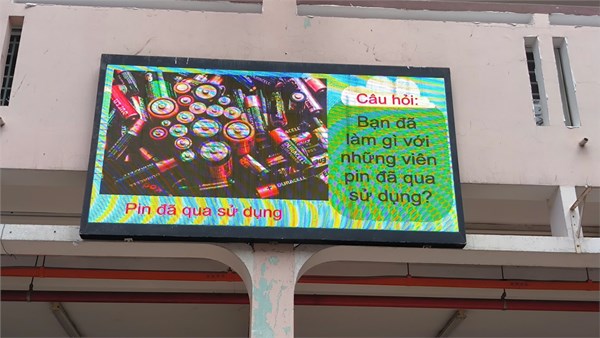 Câu hỏi:
Bạn đã
làm gì với
những viên
pin đã qua
sử dụng?
DURACELL
Pin đã qua sử dụng